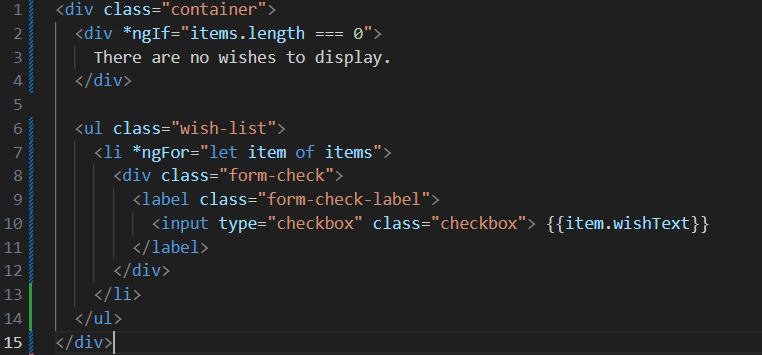 1 <div class="container">
2   <div *ngIf="items.length === 0">
3     There are no wishes to display.
4   </div>
5
6   <ul class="wish-list">
7     <li *ngFor="let item of items">
8       <div class="form-check">
9         <label class="form-check-label">
10           <input type="checkbox" class="checkbox"> {{item.wishText}}
11         </label>
12       </div>
13     </li>
14   </ul>
15 </div>